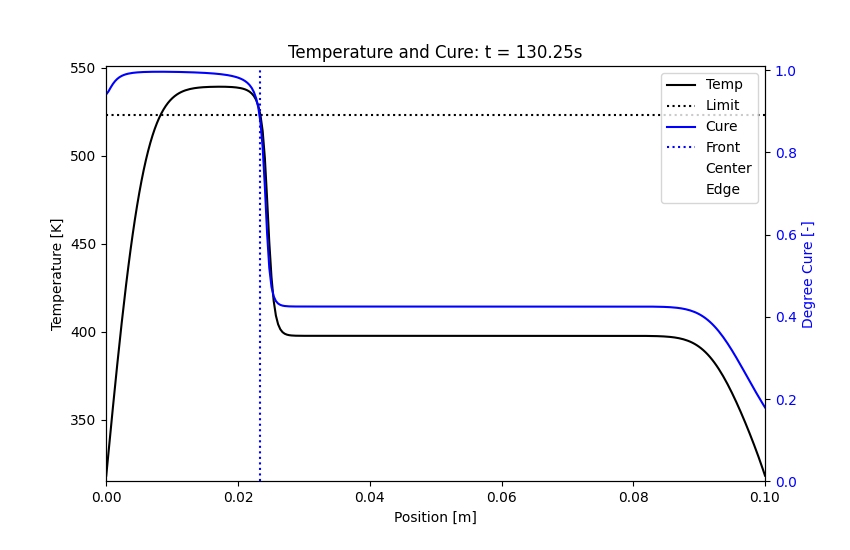 Temperature and Cure: t = 130.25s
550
500
450
400
350
Temperature [K]
1.0
0.8
0.6
0.4
0.2
0.0
Degree Cure [-]
Temp
Limit
Cure
Front
Center
Edge
0.00 0.02 0.04 0.06 0.08 0.10
Position [m]